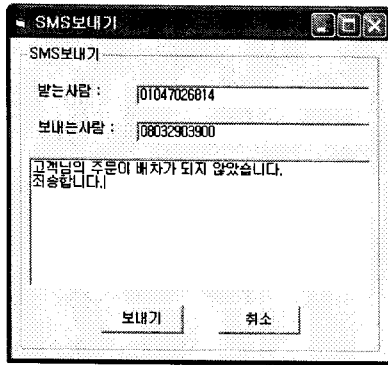 SMS보내기
SMS보내기
받는사람 : 01047026814
보내는사람 : 08032903900
고객님의 주문이 배차가 되지 않았습니다.
죄송합니다.
보내기 취소